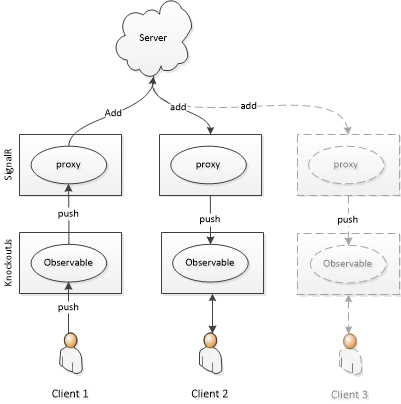 Server
Add
add
add
SignalR
proxy
proxy
proxy
push
push
push
KnockoutJs
Observable
Observable
Observable
push
Client 1
Client 2
Client 3